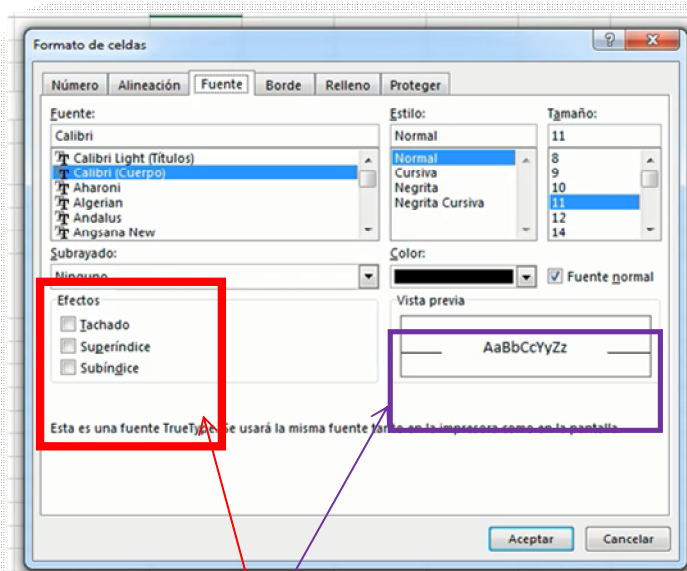 Formato de celdas
Número Alineación Fuente Borde Relleno Proteger
Fuente: Estilo: Tamaño:
Calibri Normal 11
Calibri Light (Títulos) Normal 8
Calibri (Cuerpo) Cursiva 9
Aharoni Negrita 10
Algerian Negrita Cursiva 11
Andalus 12
Angsana New 14
Subrayado: Color:
Ninguno Fuente normal
Efectos Vista previa
Tachado
Superíndice AaBbCcYyZz
Subíndice
Esta es una fuente TrueType. Se usará la misma fuente tanto en la impresora como en la pantalla.
Aceptar Cancelar